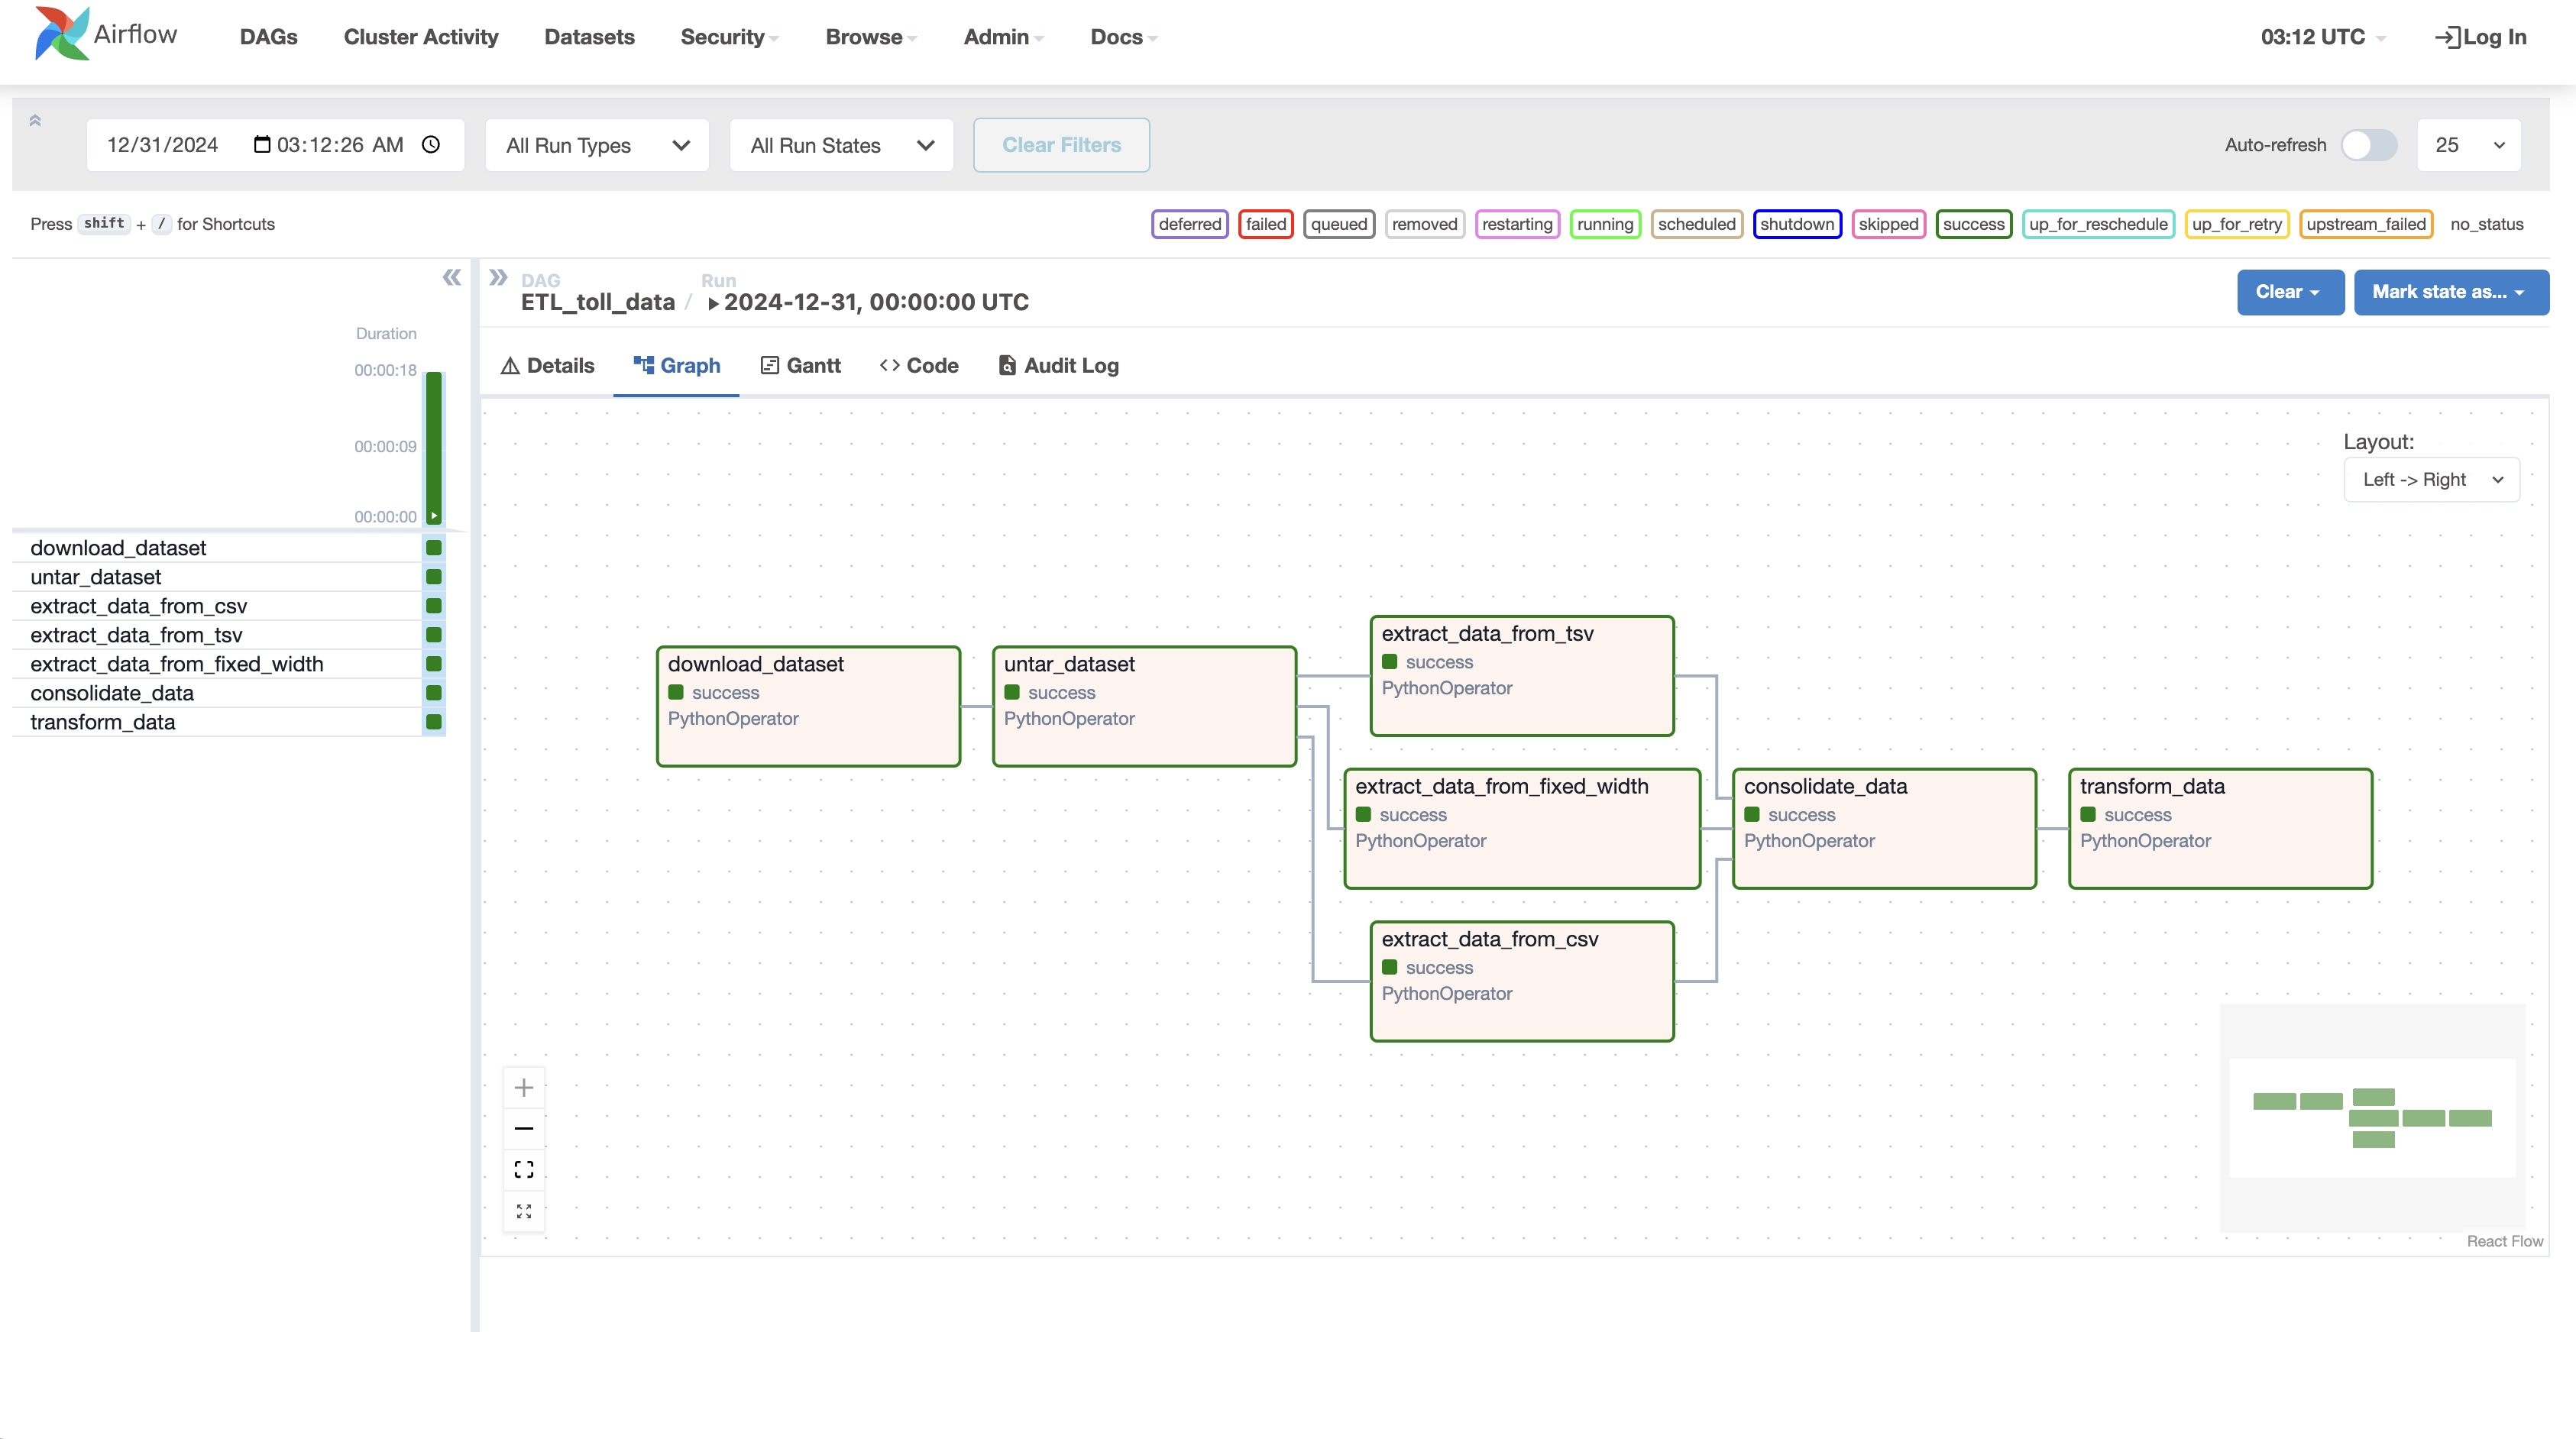 Airflow DAGs Cluster Activity Datasets Security Browse Admin Docs 03:12 UTC Log In
12/31/2024 03:12:26 AM All Run Types All Run States Clear Filters Auto-refresh 25
Press shift + / for Shortcuts deferred failed queued removed restarting running scheduled shutdown skipped success up_for_reschedule up_for_retry upstream_failed no_status
DAG Run
ETL_toll_data / 2024-12-31, 00:00:00 UTC
Clear Mark state as...
Duration
00:00:18
00:00:09
00:00:00
download_dataset
untar_dataset
extract_data_from_csv
extract_data_from_tsv
extract_data_from_fixed_width
consolidate_data
transform_data
Details Graph Gantt Code Audit Log
Layout:
Left -> Right
download_dataset
success
PythonOperator
untar_dataset
success
PythonOperator
extract_data_from_tsv
success
PythonOperator
extract_data_from_fixed_width
success
PythonOperator
extract_data_from_csv
success
PythonOperator
consolidate_data
success
PythonOperator
transform_data
success
PythonOperator
React Flow